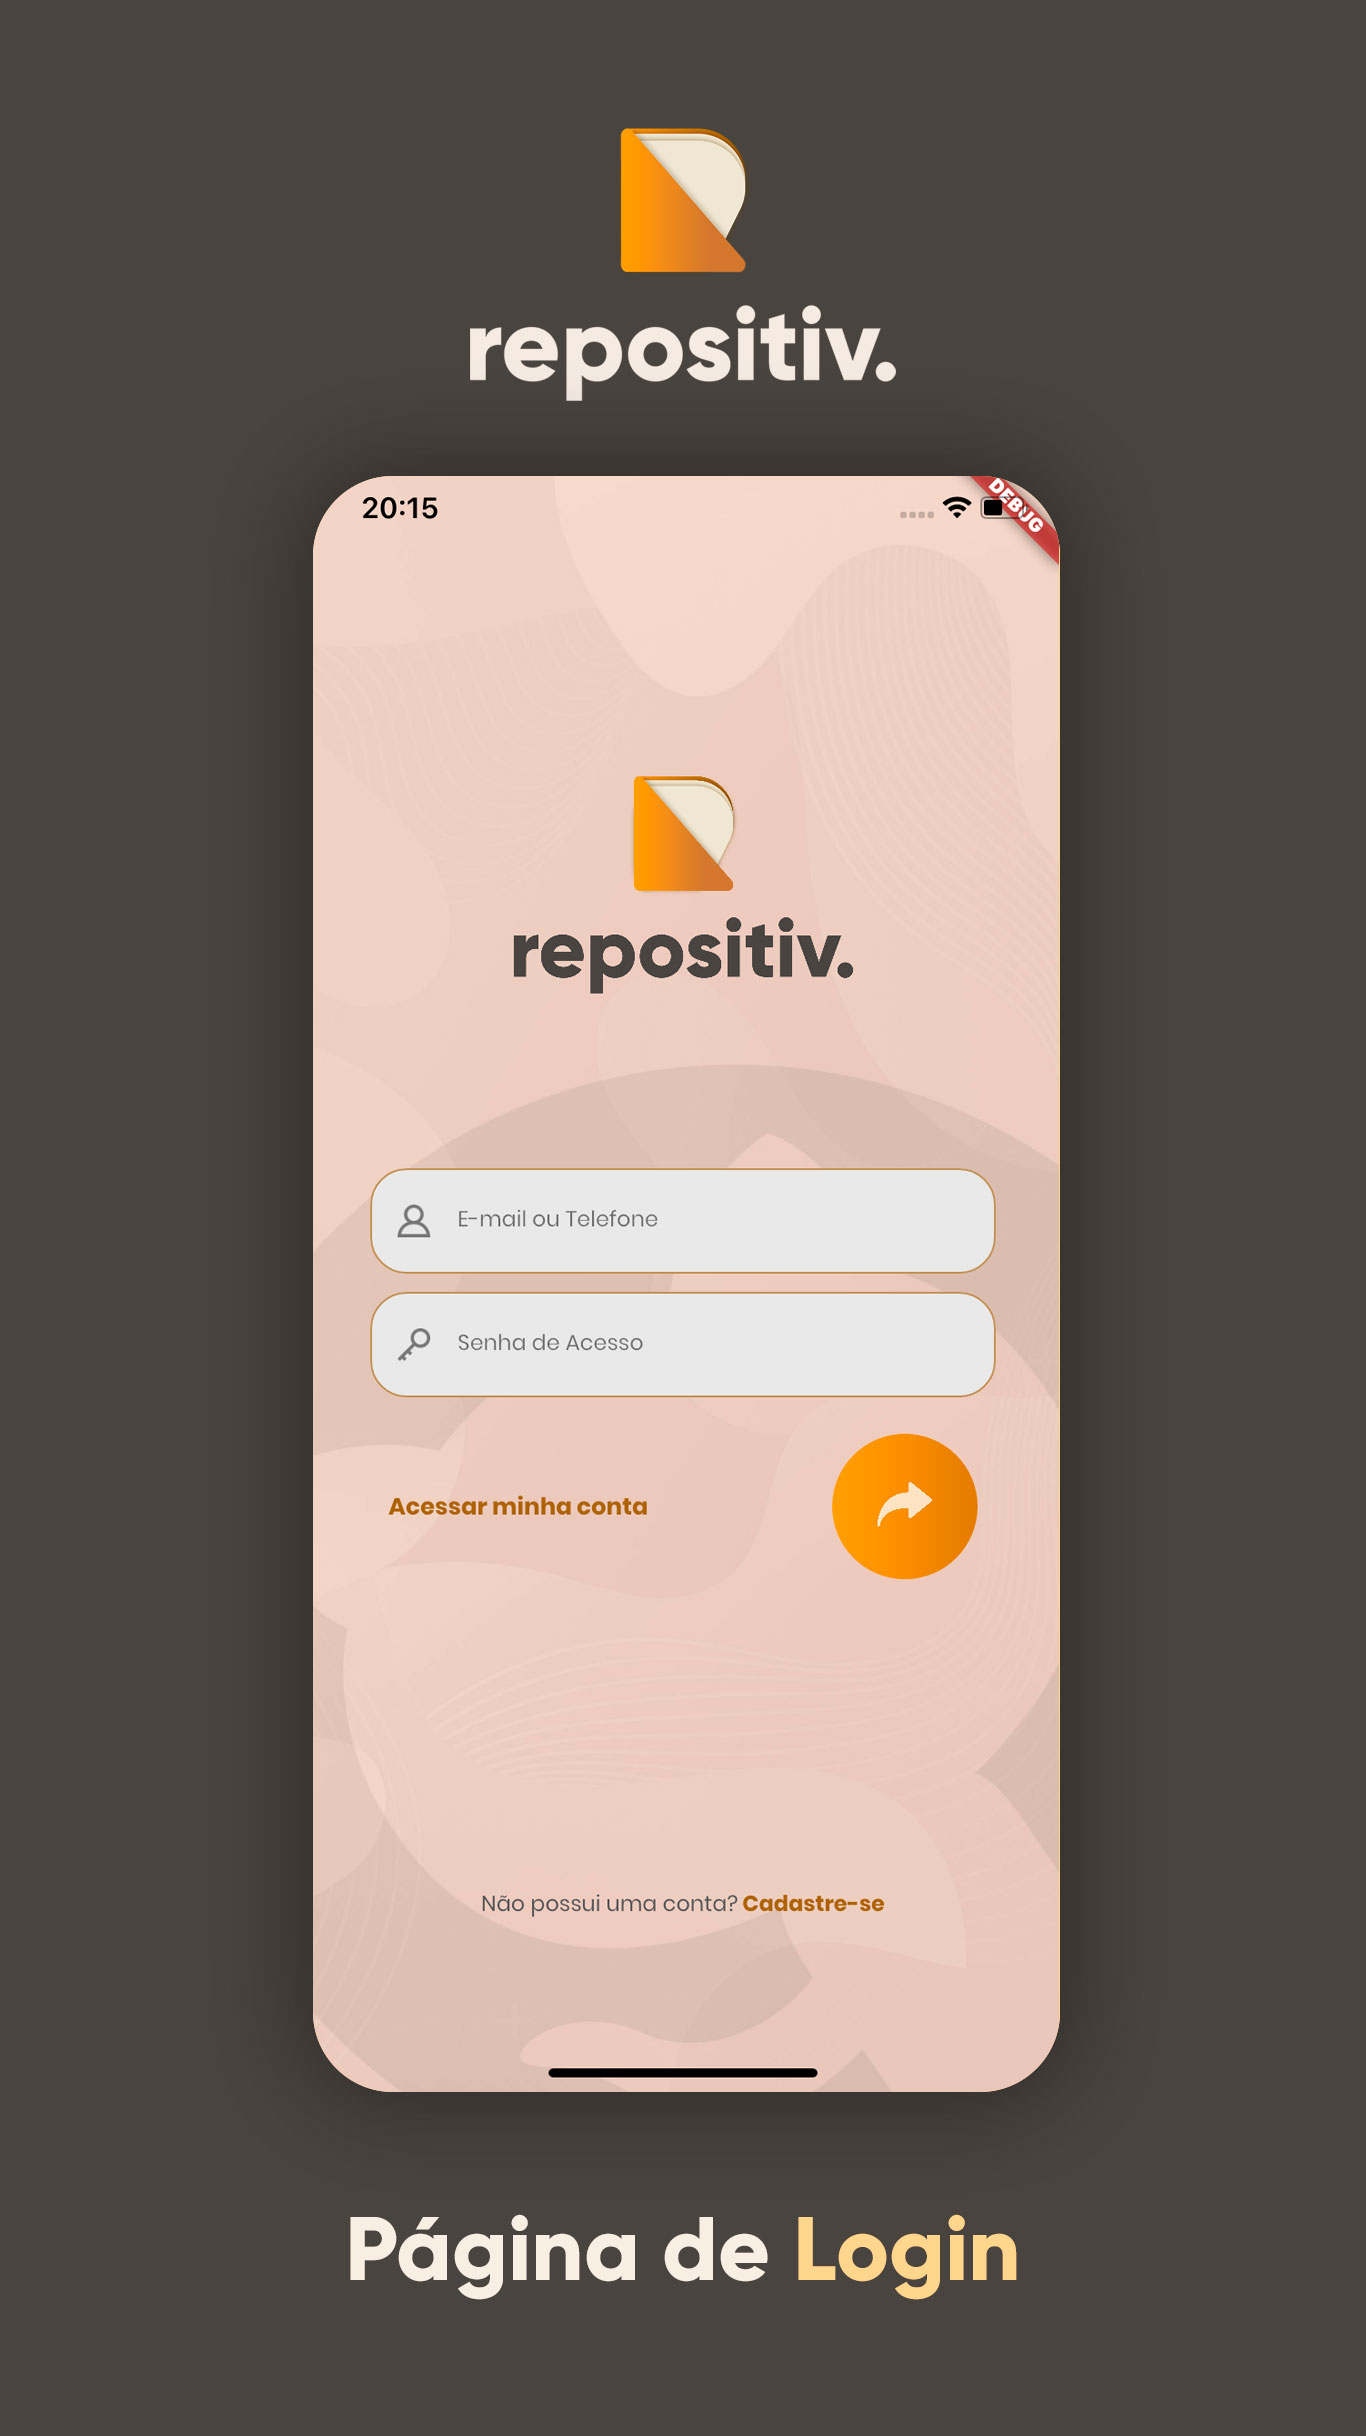 repositiv.
20:15
DEBUG
repositiv.
E-mail ou Telefone
Senha de Acesso
Acessar minha conta
Não possui uma conta? Cadastre-se
Página de Login